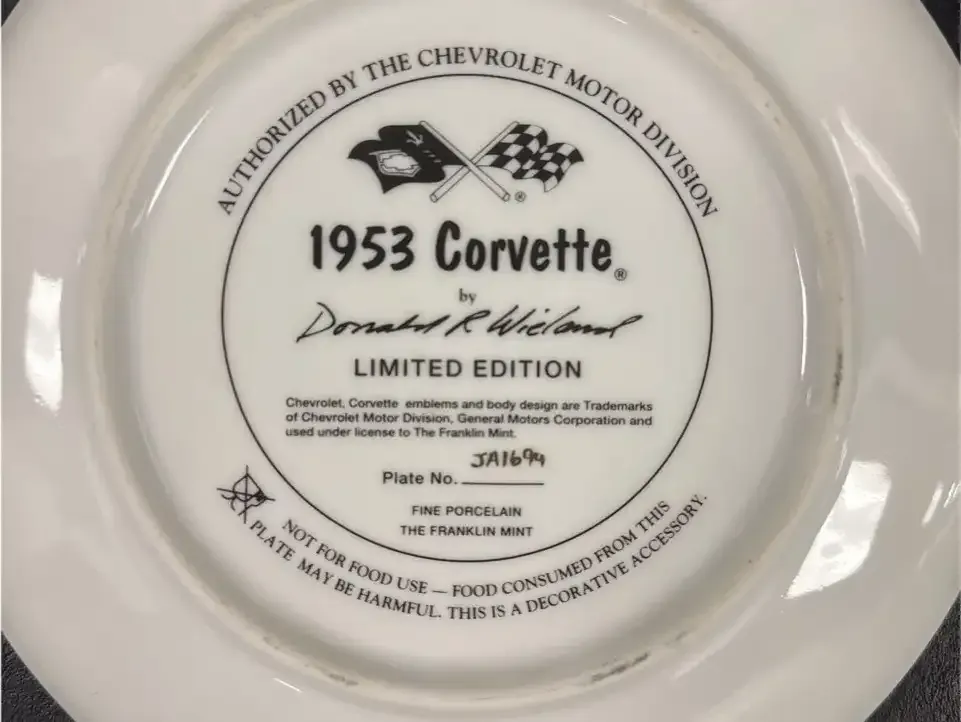 AUTHORIZED BY THE CHEVROLET MOTOR DIVISION
®
1953 Corvette®
by
Donald R Wieland
LIMITED EDITION
Chevrolet, Corvette emblems and body design are Trademarks
of Chevrolet Motor Division, General Motors Corporation and
used under license to The Franklin Mint.
JA1694
Plate No.
FINE PORCELAIN
THE FRANKLIN MINT
NOT FOR FOOD USE — FOOD CONSUMED FROM THIS
PLATE MAY BE HARMFUL. THIS IS A DECORATIVE ACCESSORY.